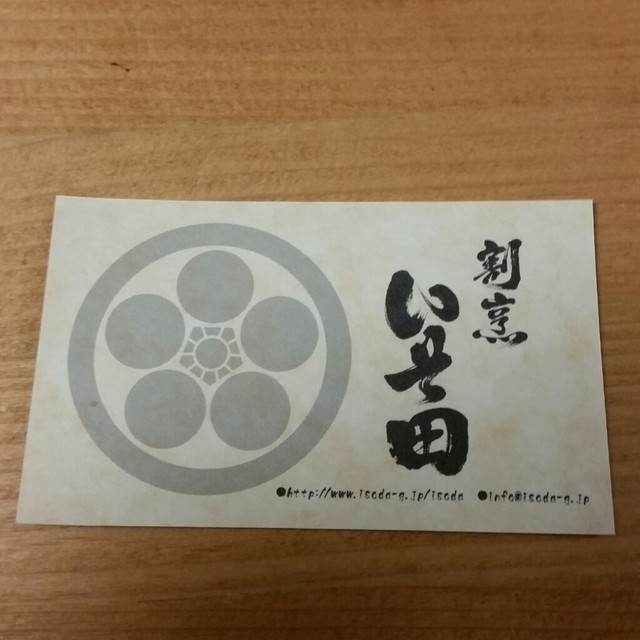 割烹
いそ田
●http://www.isoda-g.jp/isoda ●info@isoda-g.jp